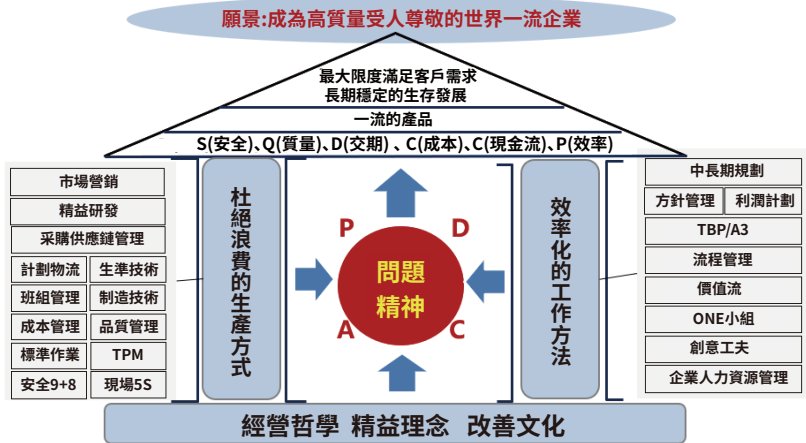 願景:成為高質量受人尊敬的世界一流企業
最大限度滿足客戶需求
長期穩定的生存發展
一流的產品
S(安全)、Q(質量)、D(交期)、C(成本)、C(現金流)、P(效率)
市場營銷
精益研發
採購供應鏈管理
計劃物流
生準技術
班組管理
制造技術
成本管理
品質管理
標準作業
TPM
安全9+8
現場5S
杜絕浪費的生產方式
P
D
問題
精神
A
C
效率化的工作方法
中長期規劃
方針管理
利潤計劃
TBP/A3
流程管理
價值流
ONE小組
創意工夫
企業人力資源管理
經營哲學 精益理念 改善文化